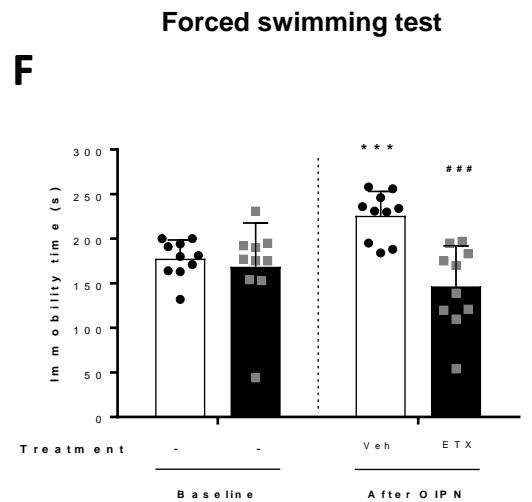 Forced swimming test
F
* * *
# # #
Immobility time (s)
300
250
200
150
100
50
0
Treatment - - Veh ETX
Baseline After OIPN